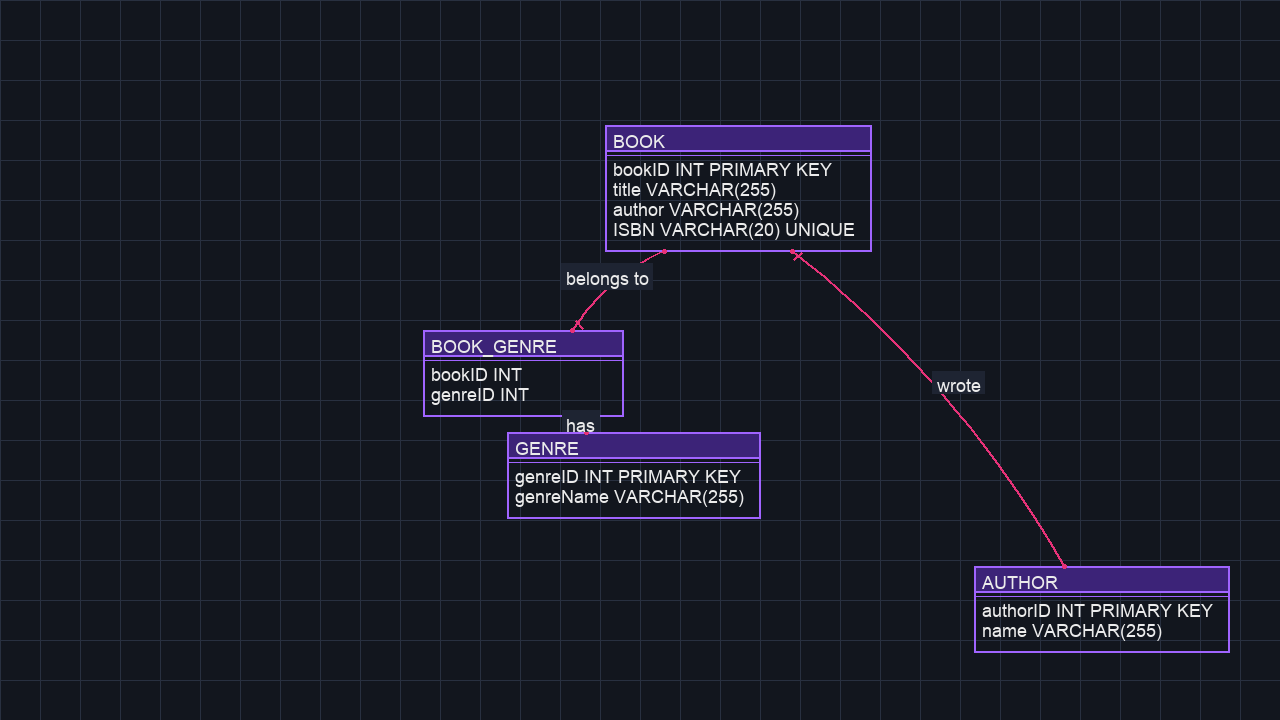 BOOK
bookID INT PRIMARY KEY
title VARCHAR(255)
author VARCHAR(255)
ISBN VARCHAR(20) UNIQUE
belongs to
BOOK_GENRE
bookID INT
genreID INT
has
GENRE
genreID INT PRIMARY KEY
genreName VARCHAR(255)
wrote
AUTHOR
authorID INT PRIMARY KEY
name VARCHAR(255)